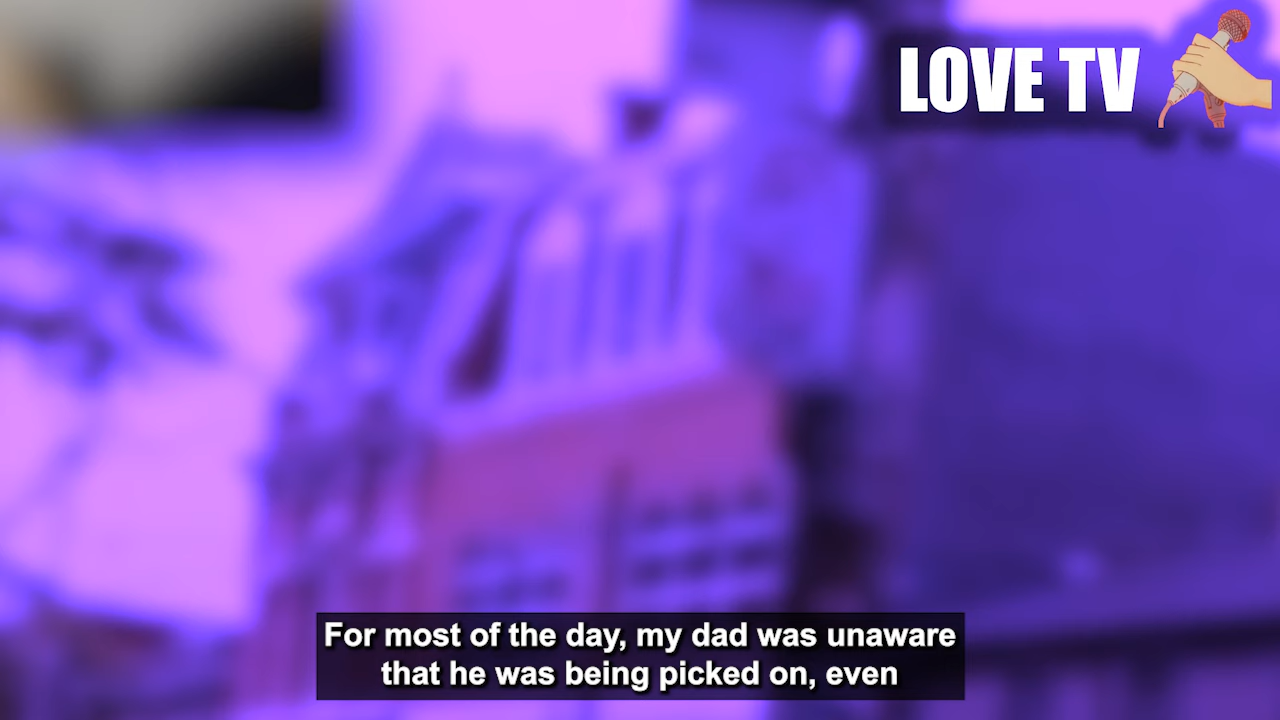 LOVE TV
For most of the day, my dad was unaware
that he was being picked on, even